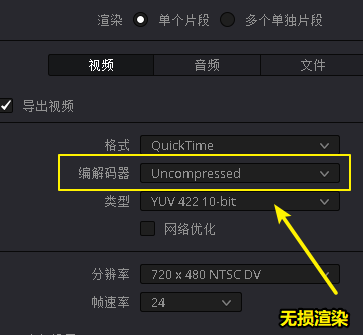 渲染 单个片段 多个单独片段
视频 音频 文件
导出视频
格式 QuickTime
编解码器 Uncompressed
类型 YUV 422 10-bit
网络优化
分辨率 720 x 480 NTSC DV
帧速率 24
无损渲染